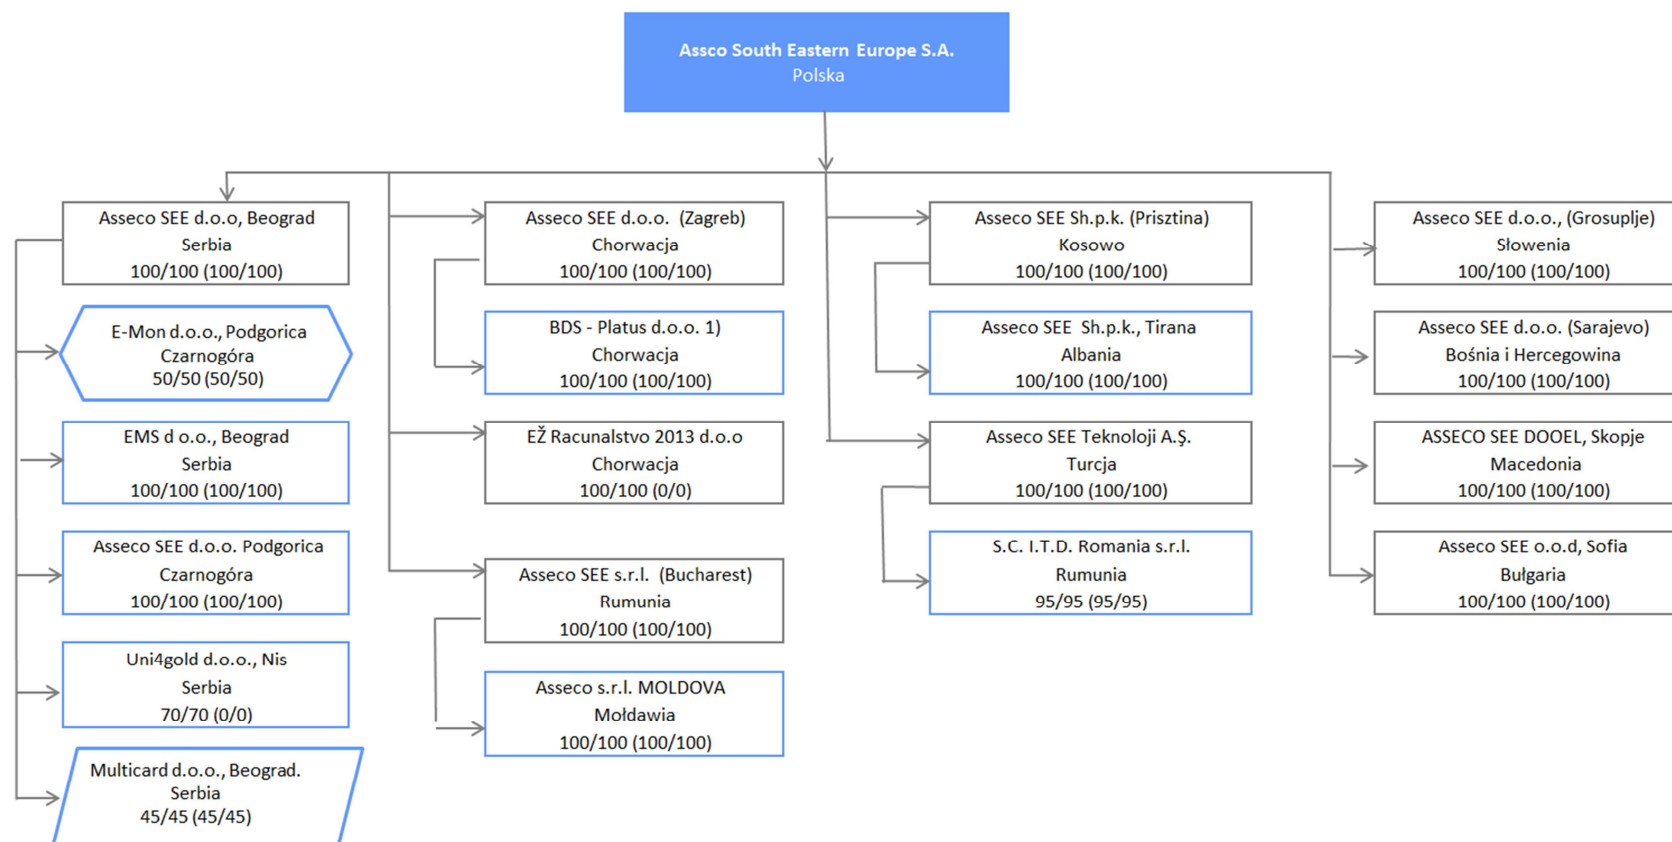 Assco South Eastern Europe S.A.
Polska
Asseco SEE d.o.o, Beograd
Serbia
100/100 (100/100)
E-Mon d.o.o., Podgorica
Czarnogóra
50/50 (50/50)
EMS d o.o., Beograd
Serbia
100/100 (100/100)
Asseco SEE d.o.o. Podgorica
Czarnogóra
100/100 (100/100)
Uni4gold d.o.o., Nis
Serbia
70/70 (0/0)
Multicard d.o.o., Beograd.
Serbia
45/45 (45/45)
Asseco SEE d.o.o. (Zagreb)
Chorwacja
100/100 (100/100)
BDS - Platus d.o.o. 1)
Chorwacja
100/100 (100/100)
EŽ Racunalstvo 2013 d.o.o
Chorwacja
100/100 (0/0)
Asseco SEE s.r.l. (Bucharest)
Rumunia
100/100 (100/100)
Asseco s.r.l. MOLDOVA
Mołdawia
100/100 (100/100)
Asseco SEE Sh.p.k. (Prisztina)
Kosowo
100/100 (100/100)
Asseco SEE Sh.p.k., Tirana
Albania
100/100 (100/100)
Asseco SEE Teknoloji A.Ş.
Turcja
100/100 (100/100)
S.C. I.T.D. Romania s.r.l.
Rumunia
95/95 (95/95)
Asseco SEE d.o.o., (Grosuplje)
Słowenia
100/100 (100/100)
Asseco SEE d.o.o. (Sarajevo)
Bośnia i Hercegowina
100/100 (100/100)
ASSECO SEE DOOEL, Skopje
Macedonia
100/100 (100/100)
Asseco SEE o.o.d, Sofia
Bułgaria
100/100 (100/100)